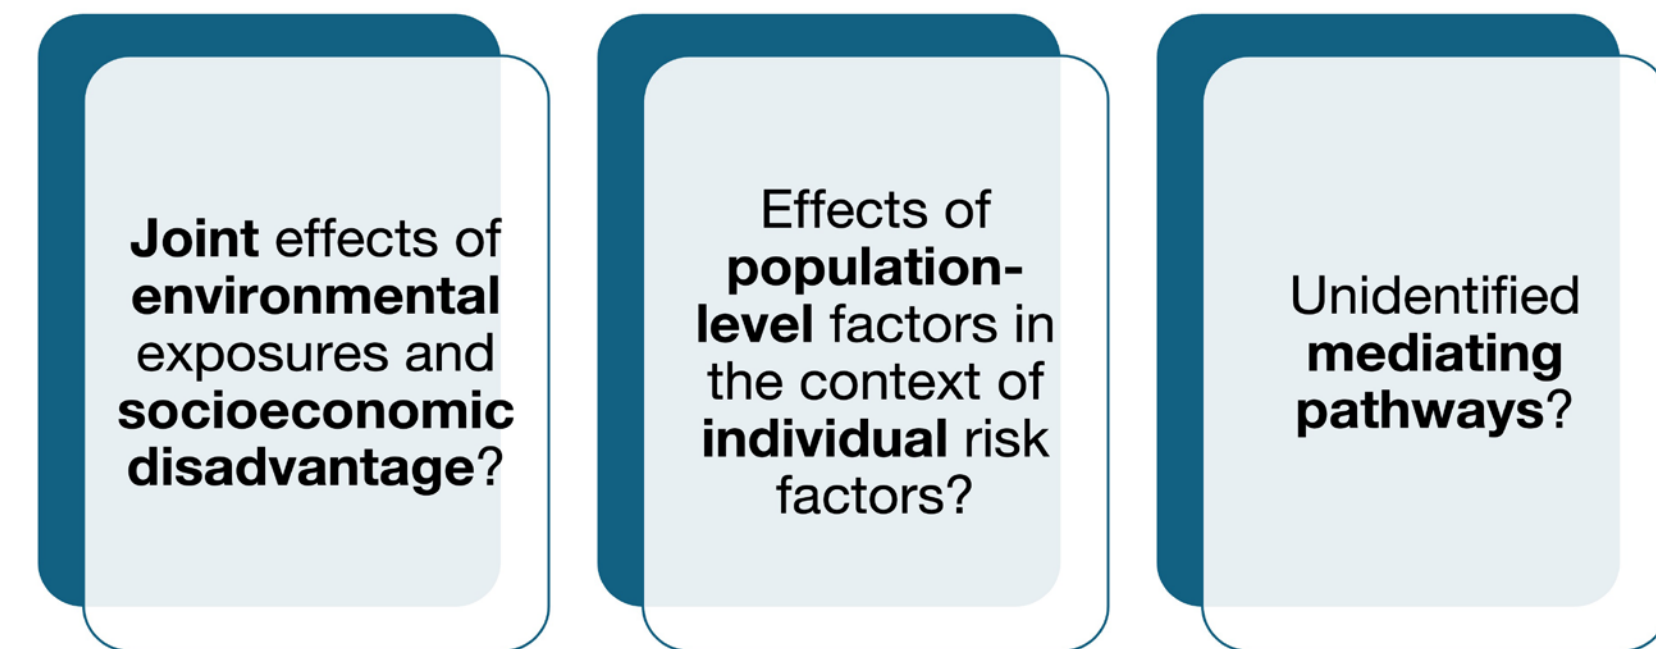 Joint effects of
environmental
exposures and
socioeconomic
disadvantage?
Effects of
population-
level factors in
the context of
individual risk
factors?
Unidentified
mediating
pathways?